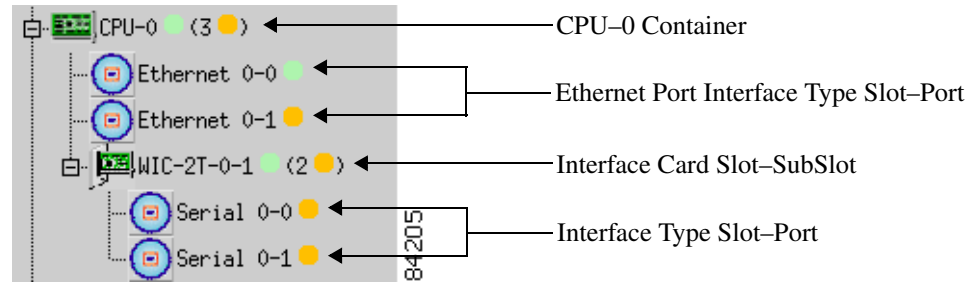 CPU-0 (3 ) CPU–0 Container
Ethernet 0-0
Ethernet Port Interface Type Slot–Port
Ethernet 0-1
WIC-2T-0-1 (2 ) Interface Card Slot–SubSlot
Serial 0-0
Interface Type Slot–Port
Serial 0-1
84205